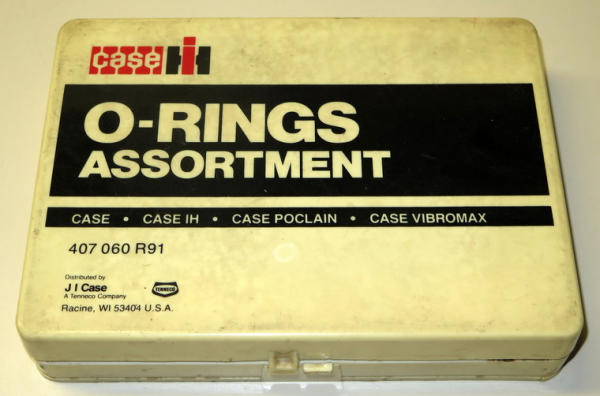 case IH
O-RINGS
ASSORTMENT
CASE • CASE IH • CASE POCLAIN • CASE VIBROMAX
407 060 R91
Distributed by
J I Case
A Tenneco Company
TENNECO
Racine, WI 53404 U.S.A.